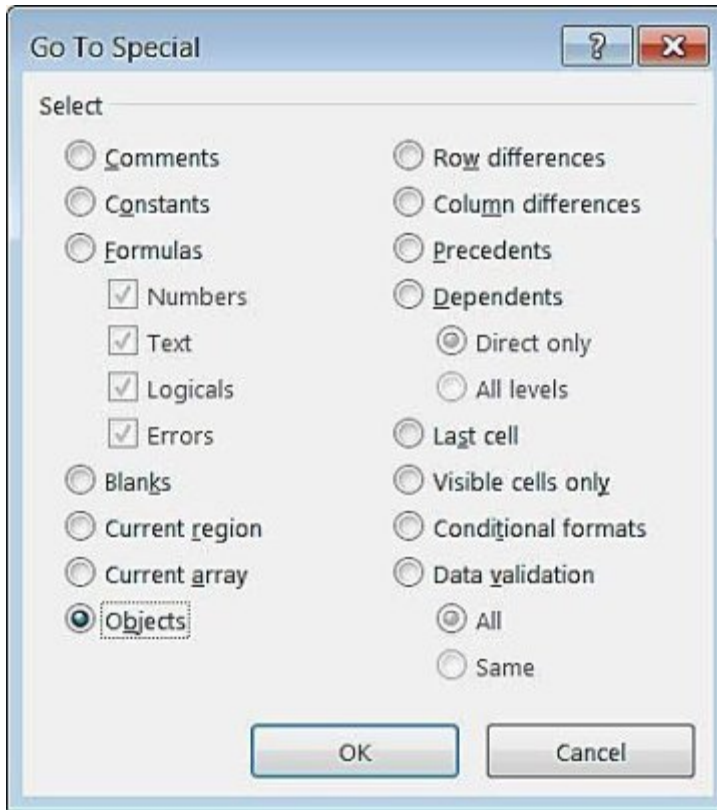 Go To Special
?
Select
Comments
Constants
Formulas
Numbers
Text
Logicals
Errors
Blanks
Current region
Current array
Objects
Row differences
Column differences
Precedents
Dependents
Direct only
All levels
Last cell
Visible cells only
Conditional formats
Data validation
All
Same
OK
Cancel